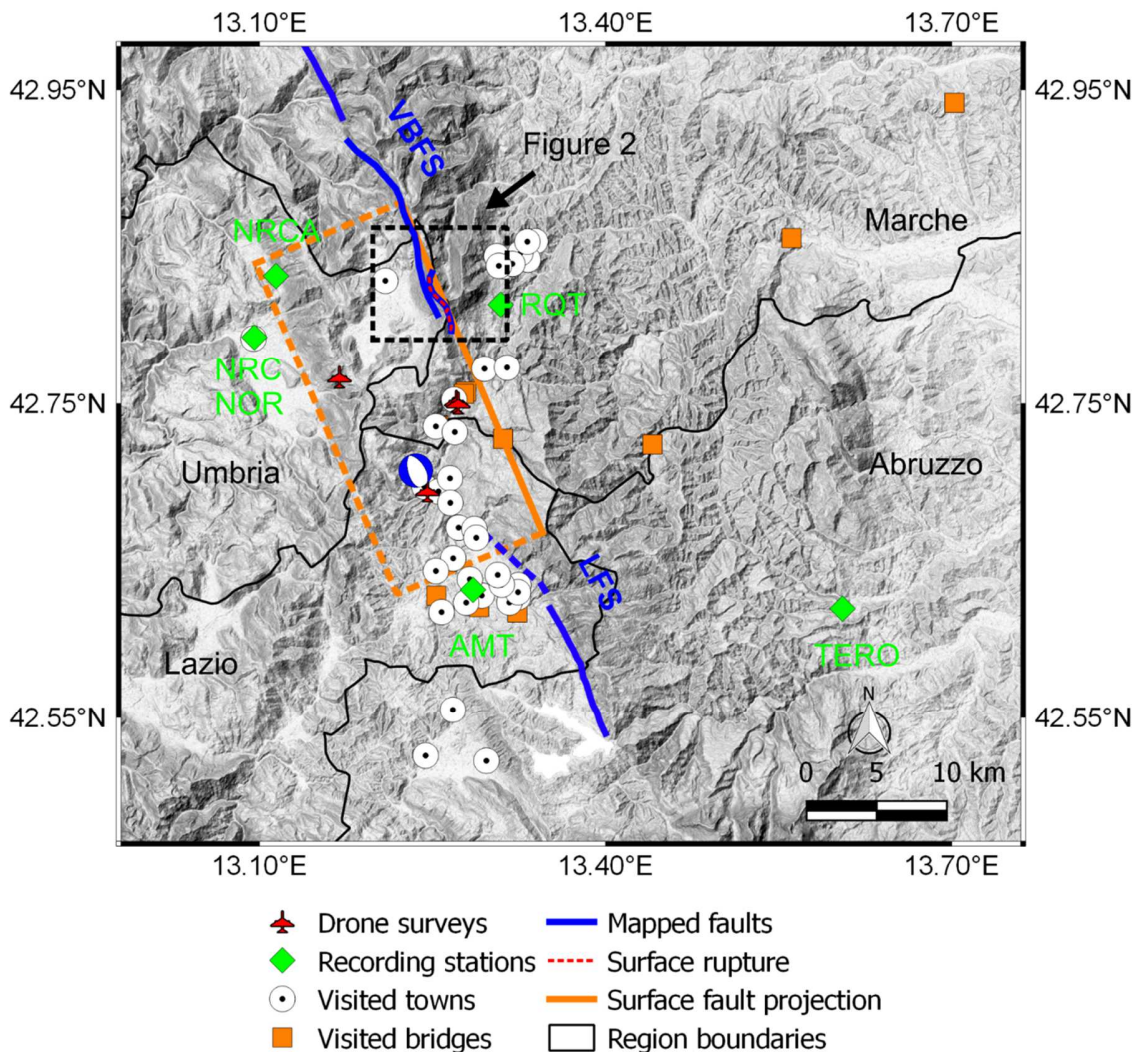 13.10°E 13.40°E 13.70°E
42.95°N 42.95°N
VBFS
Figure 2
Marche
NRCA
RQT
NRC
NOR
42.75°N 42.75°N
Umbria
Abruzzo
LFS
Lazio
AMT
TERO
42.55°N 42.55°N
N
0 5 10 km
13.10°E 13.40°E 13.70°E
Drone surveys Mapped faults
Recording stations Surface rupture
Visited towns Surface fault projection
Visited bridges Region boundaries